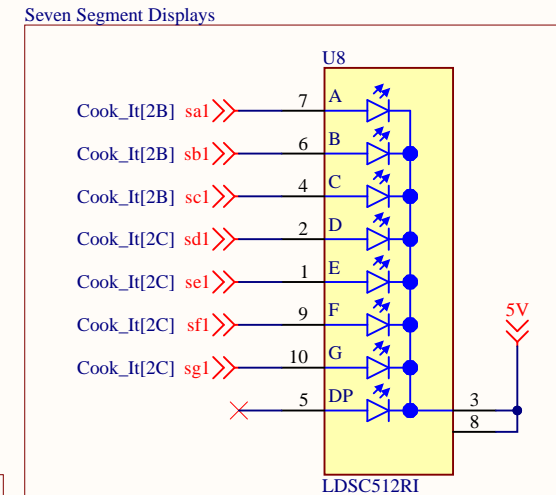 Seven Segment Displays
U8
Cook_It[2B] sa1 7 A
Cook_It[2B] sb1 6 B
Cook_It[2B] sc1 4 C
Cook_It[2C] sd1 2 D
Cook_It[2C] se1 1 E
Cook_It[2C] sf1 9 F
5V
Cook_It[2C] sg1 10 G
5 DP 3
8
LDSC512RI